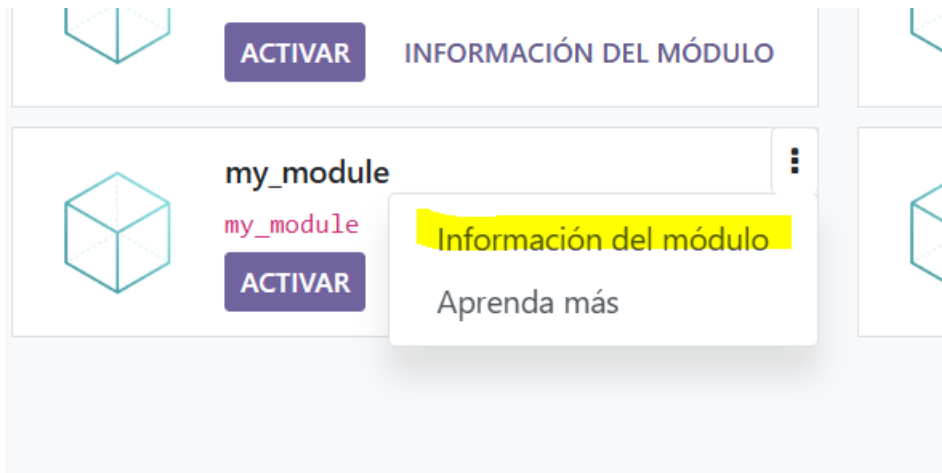 ACTIVAR INFORMACIÓN DEL MÓDULO
my_module
my_module
Información del módulo
ACTIVAR
Aprenda más